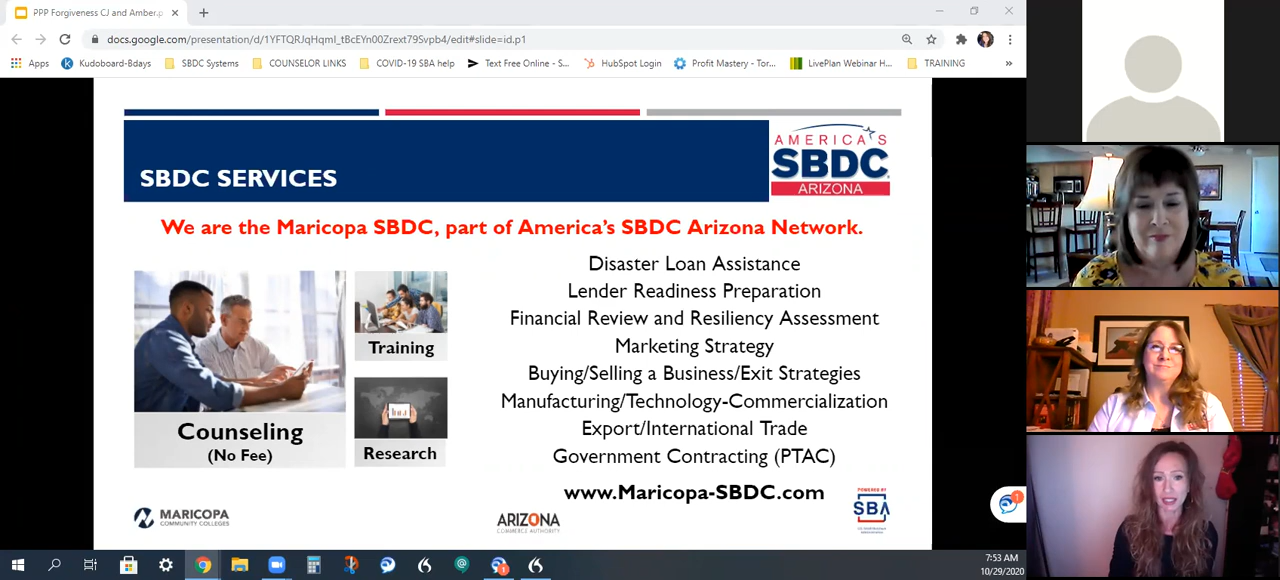 PPP Forgiveness CJ and Amber.p
docs.google.com/presentation/d/1YFTQRJqHqmI_tBcEYn00Zrext79Svpb4/edit#slide=id.p1
Apps
Kudoboard-Bdays
SBDC Systems
COUNSELOR LINKS
COVID-19 SBA help
Text Free Online - S...
HubSpot Login
Profit Mastery - Tor...
LivePlan Webinar H...
TRAINING
»
SBDC SERVICES
AMERICA'S
SBDC
ARIZONA
We are the Maricopa SBDC, part of America's SBDC Arizona Network.
Counseling
(No Fee)
Training
Research
Disaster Loan Assistance
Lender Readiness Preparation
Financial Review and Resiliency Assessment
Marketing Strategy
Buying/Selling a Business/Exit Strategies
Manufacturing/Technology-Commercialization
Export/International Trade
Government Contracting (PTAC)
www.Maricopa-SBDC.com
MARICOPA
COMMUNITY COLLEGES
ARIZONA
COMMERCE AUTHORITY
POWERED BY
SBA
1
7:53 AM
10/29/2020